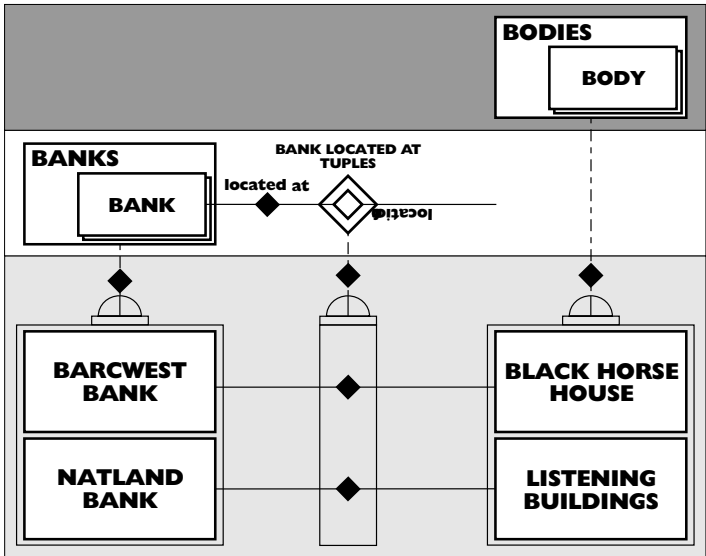 BODIES
BODY
BANK LOCATED AT
TUPLES
BANKS
located at
BANK
BARCWEST
BANK
BLACK HORSE
HOUSE
NATLAND
BANK
LISTENING
BUILDINGS